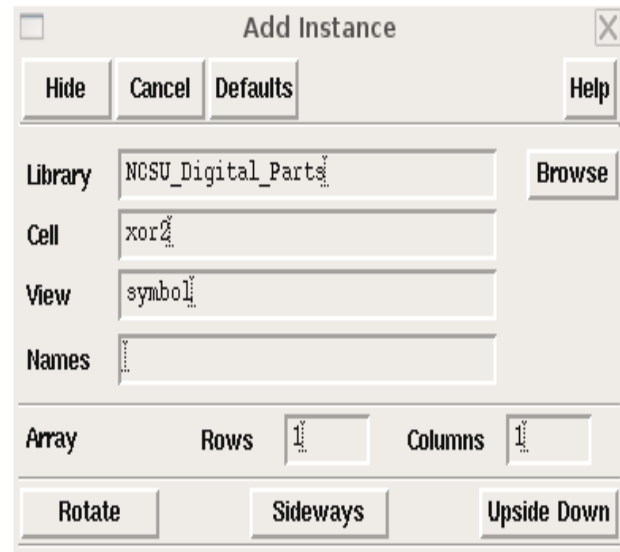 Add Instance
Hide Cancel Defaults Help
Library NCSU_Digital_Parts Browse
Cell xor2
View symbol
Names
Array Rows 1 Columns 1
Rotate Sideways Upside Down